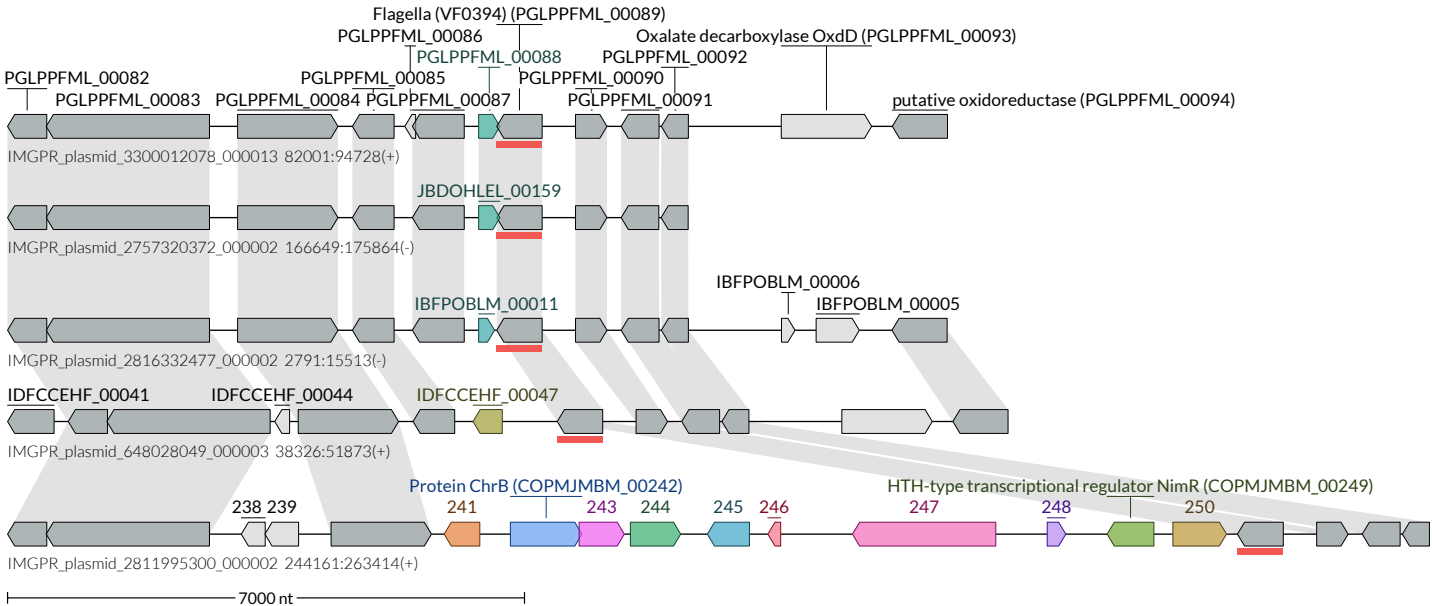 Flagella (VF0394) (PGLPPFML_00089)
PGLPPFML_00086 Oxalate decarboxylase OxdD (PGLPPFML_00093)
PGLPPFML_00088 PGLPPFML_00092
PGLPPFML_00082 PGLPPFML_00085 PGLPPFML_00090
PGLPPFML_00083 PGLPPFML_00084 PGLPPFML_00087 PGLPPFML_00091 putative oxidoreductase (PGLPPFML_00094)
IMGPR_plasmid_3300012078_000013 82001:94728(+)
JBDOHLEL_00159
IMGPR_plasmid_2757320372_000002 166649:175864(-)
IBFPOBLM_00006
IBFPOBLM_00011 IBFPOBLM_00005
IMGPR_plasmid_2816332477_000002 2791:15513(-)
IDFCCEHF_00041 IDFCCEHF_00044 IDFCCEHF_00047
IMGPR_plasmid_648028049_000003 38326:51873(+)
Protein ChrB (COPMJMBM_00242) HTH-type transcriptional regulator NimR (COPMJMBM_00249)
238 239 241 243 244 245 246 247 248 250
IMGPR_plasmid_2811995300_000002 244161:263414(+)
7000 nt